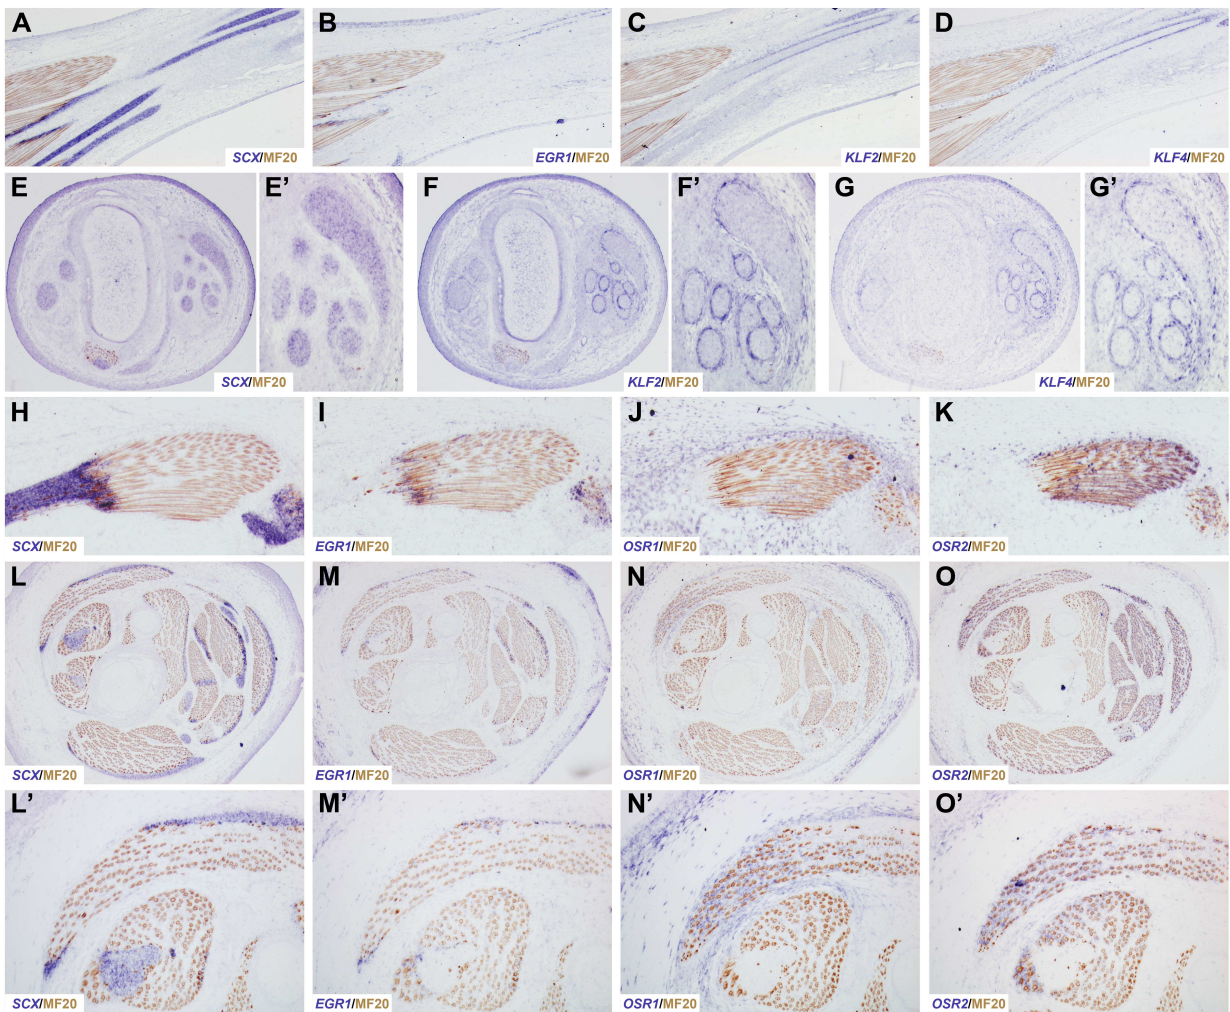 A B C D
SCX/MF20 EGR1/MF20 KLF2/MF20 KLF4/MF20
E E’ F F’ G G’
SCX/MF20 KLF2/MF20 KLF4/MF20
H I J K
SCX/MF20 EGR1/MF20 OSR1/MF20 OSR2/MF20
L M N O
SCX/MF20 EGR1/MF20 OSR1/MF20 OSR2/MF20
L’ M’ N’ O’
SCX/MF20 EGR1/MF20 OSR1/MF20 OSR2/MF20